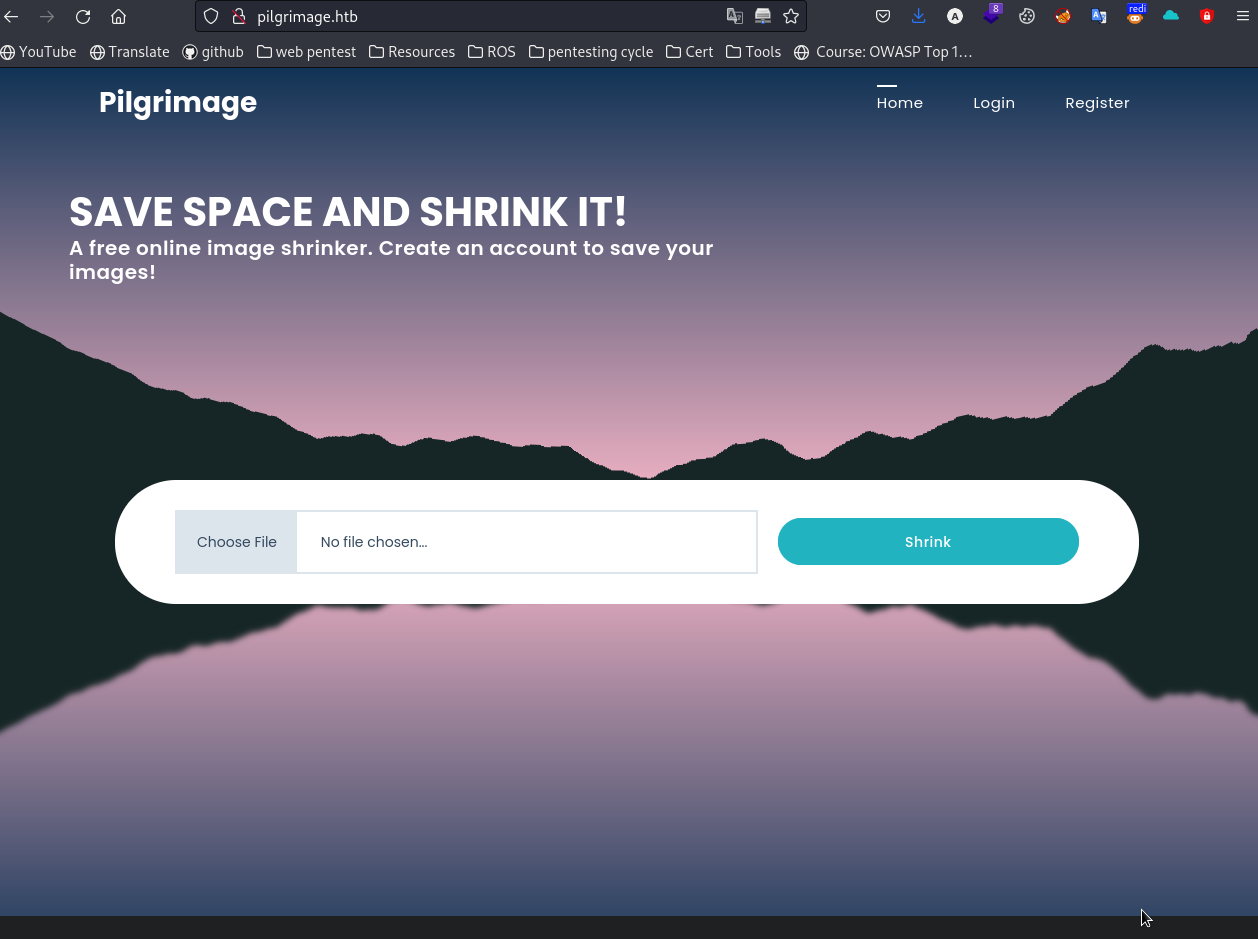 pilgrimage.htb
8
A
redi
YouTube Translate github web pentest Resources ROS pentesting cycle Cert Tools Course: OWASP Top 1…
Pilgrimage
Home Login Register
SAVE SPACE AND SHRINK IT!
A free online image shrinker. Create an account to save your
images!
Choose File No file chosen... Shrink